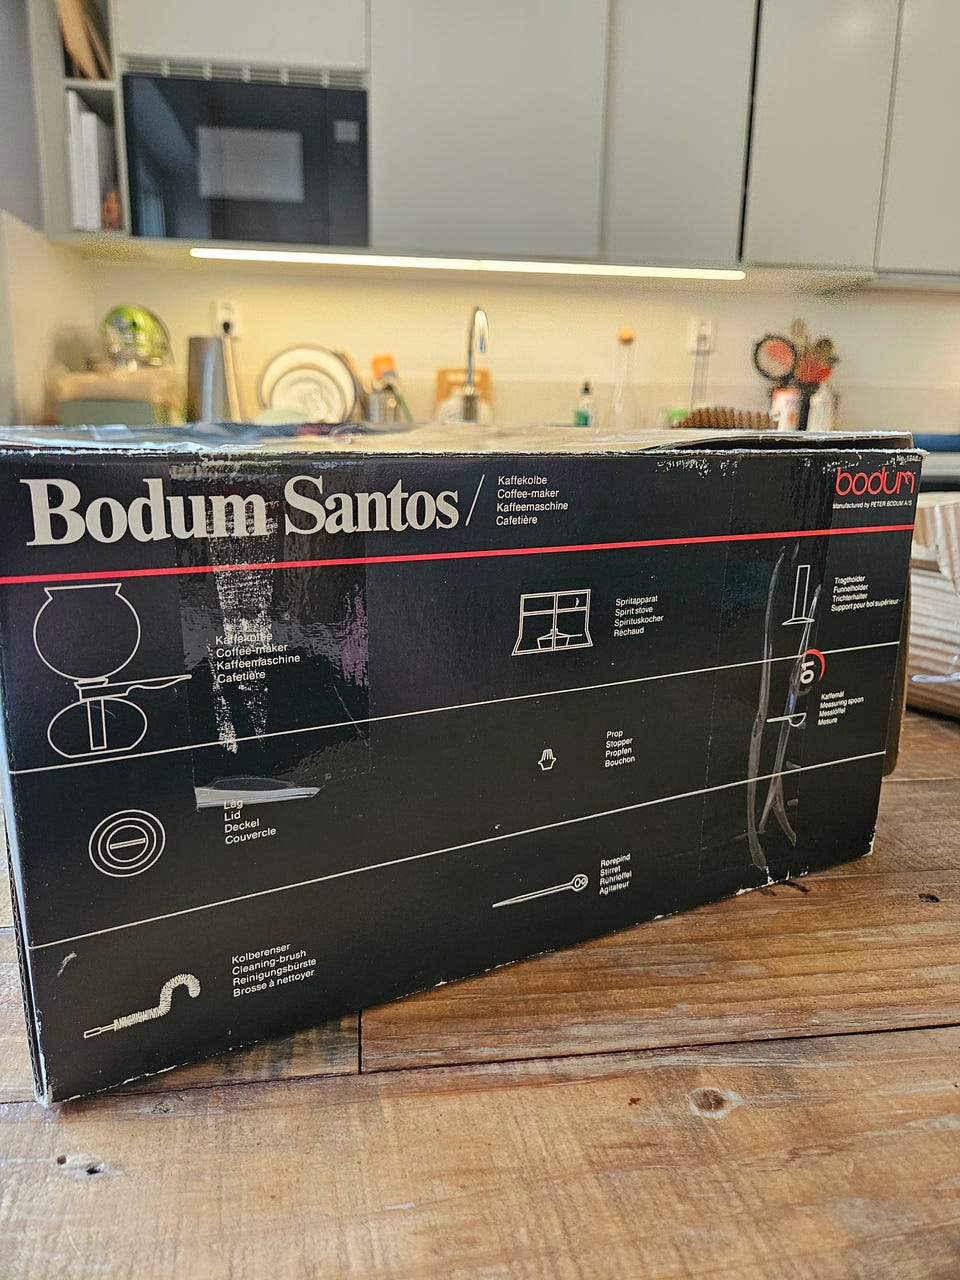 Bodum Santos /
Kaffekolbe
Coffee-maker
Kaffeemaschine
Cafetière
bodum
Manufactured by PETER BODUM A/S
Kaffekolbe
Coffee-maker
Kaffeemaschine
Cafetière
Spritapparat
Spirit stove
Spirituskocher
Réchaud
Tragtholder
Funnelholder
Trichterhalter
Support pour bol supérieur
Låg
Lid
Deckel
Couvercle
Prop
Stopper
Propfen
Bouchon
Kaffemål
Measuring spoon
Messlöffel
Mesure
Kolberenser
Cleaning-brush
Reinigungsbürste
Brosse à nettoyer
Rørepind
Stirret
Rührlöffel
Agitateur